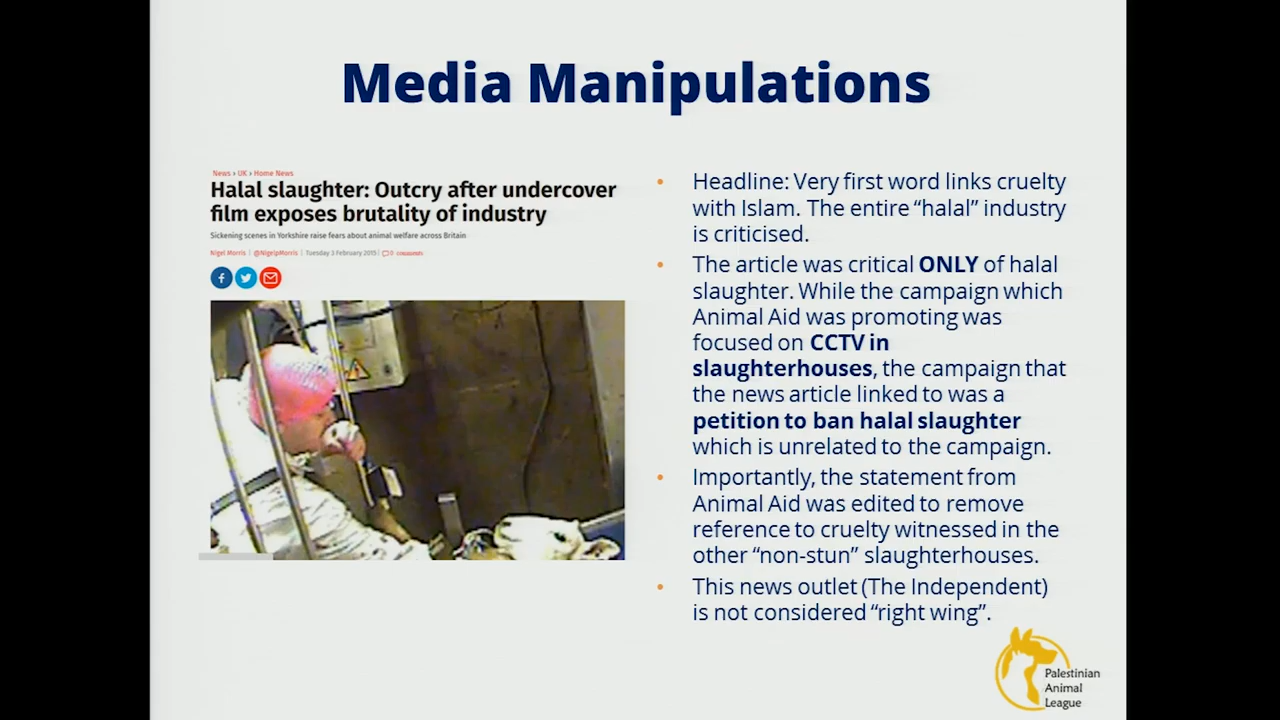 Media Manipulations
News › UK › Home News
Halal slaughter: Outcry after undercover
film exposes brutality of industry
Sickening scenes in Yorkshire raise fears about animal welfare across Britain
Nigel Morris | @NigelpMorris | Tuesday 3 February 2015 | 0 comments
• Headline: Very first word links cruelty
with Islam. The entire “halal” industry
is criticised.
• The article was critical ONLY of halal
slaughter. While the campaign which
Animal Aid was promoting was
focused on CCTV in
slaughterhouses, the campaign that
the news article linked to was a
petition to ban halal slaughter
which is unrelated to the campaign.
• Importantly, the statement from
Animal Aid was edited to remove
reference to cruelty witnessed in the
other “non-stun” slaughterhouses.
• This news outlet (The Independent)
is not considered “right wing”.
Palestinian
Animal
League